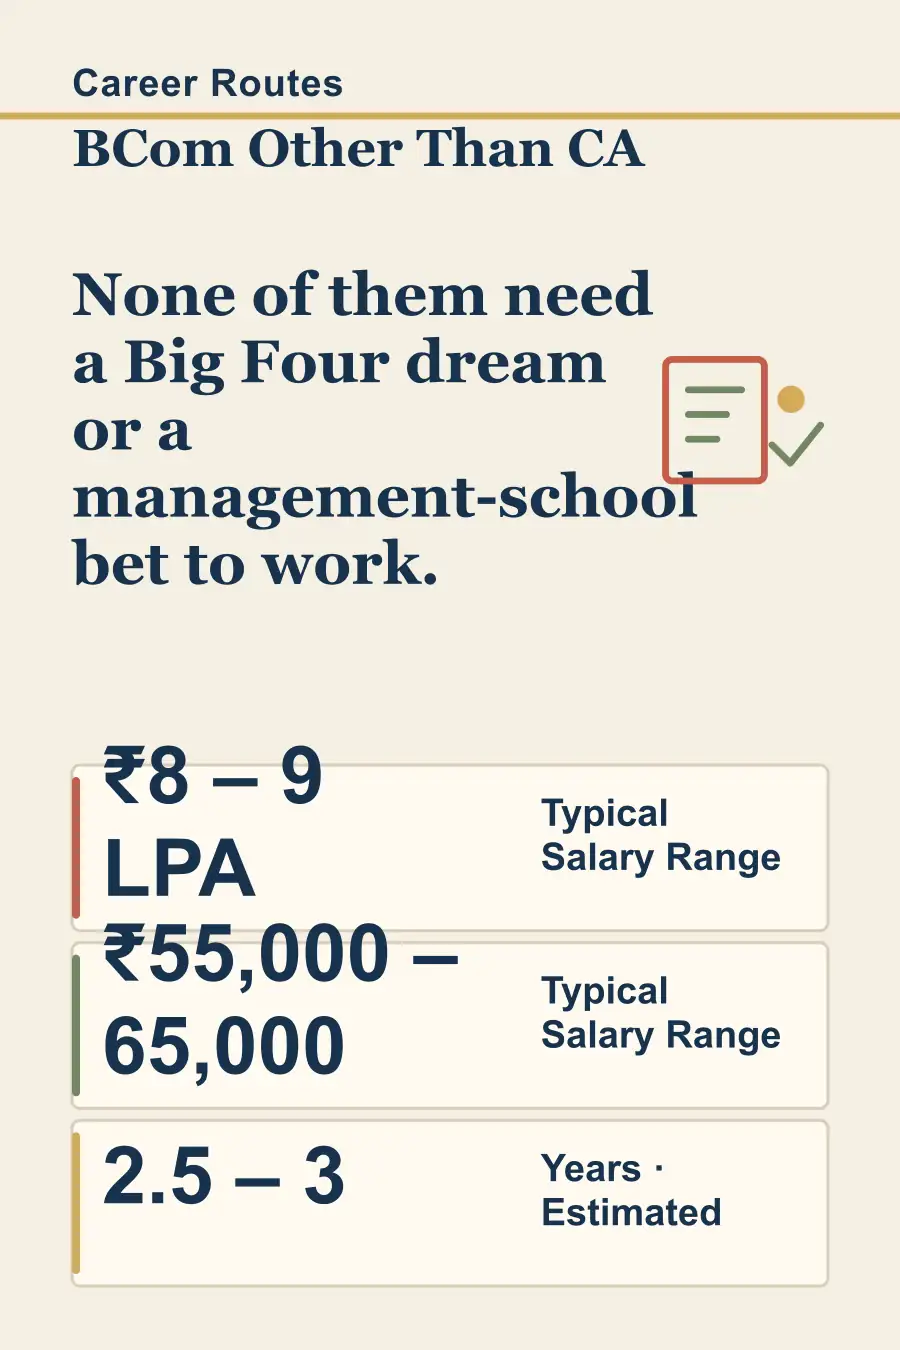 Career Routes
BCom Other Than CA
None of them need
a Big Four dream
or a
management-school
bet to work.
₹8 – 9
LPA
Typical
Salary Range
₹55,000 –
65,000
Typical
Salary Range
2.5 – 3
Years ·
Estimated